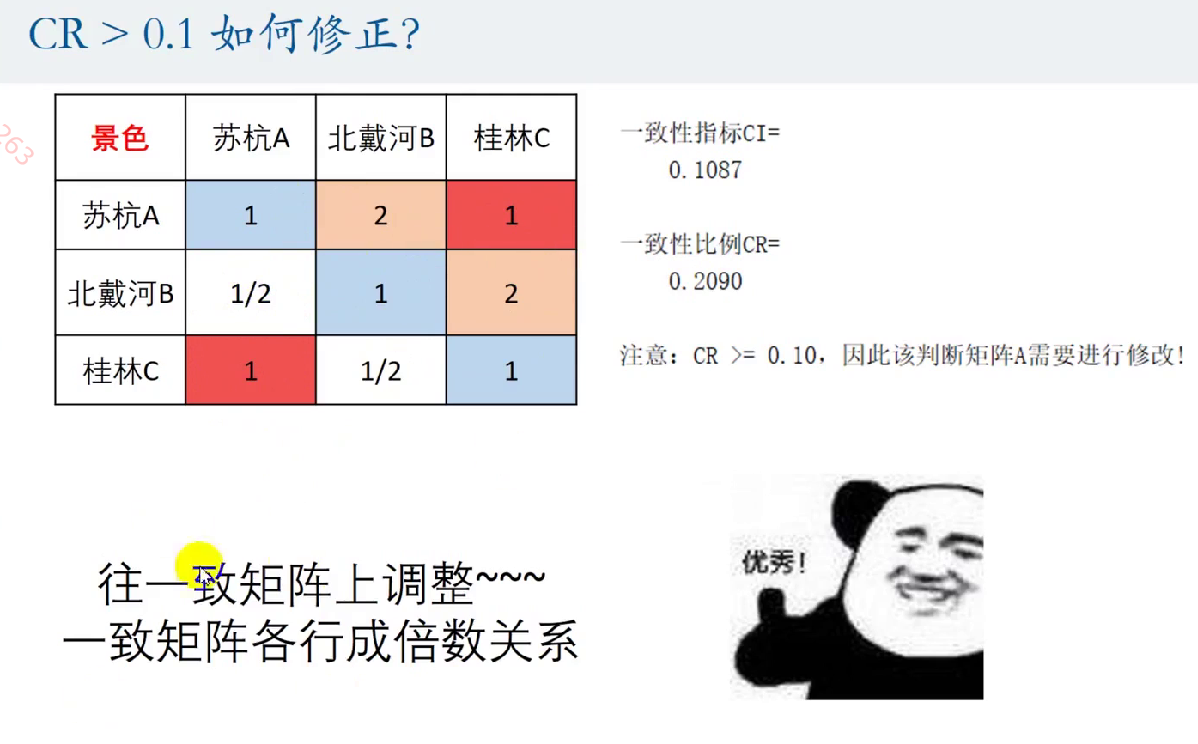 CR > 0.1 如何修正?
263
景色 苏杭A 北戴河B 桂林C
苏杭A 1 2 1
北戴河B 1/2 1 2
桂林C 1 1/2 1
一致性指标CI=
0.1087
一致性比例CR=
0.2090
注意：CR >= 0.10，因此该判断矩阵A需要进行修改!
往一致矩阵上调整~~~
一致矩阵各行成倍数关系
优秀!